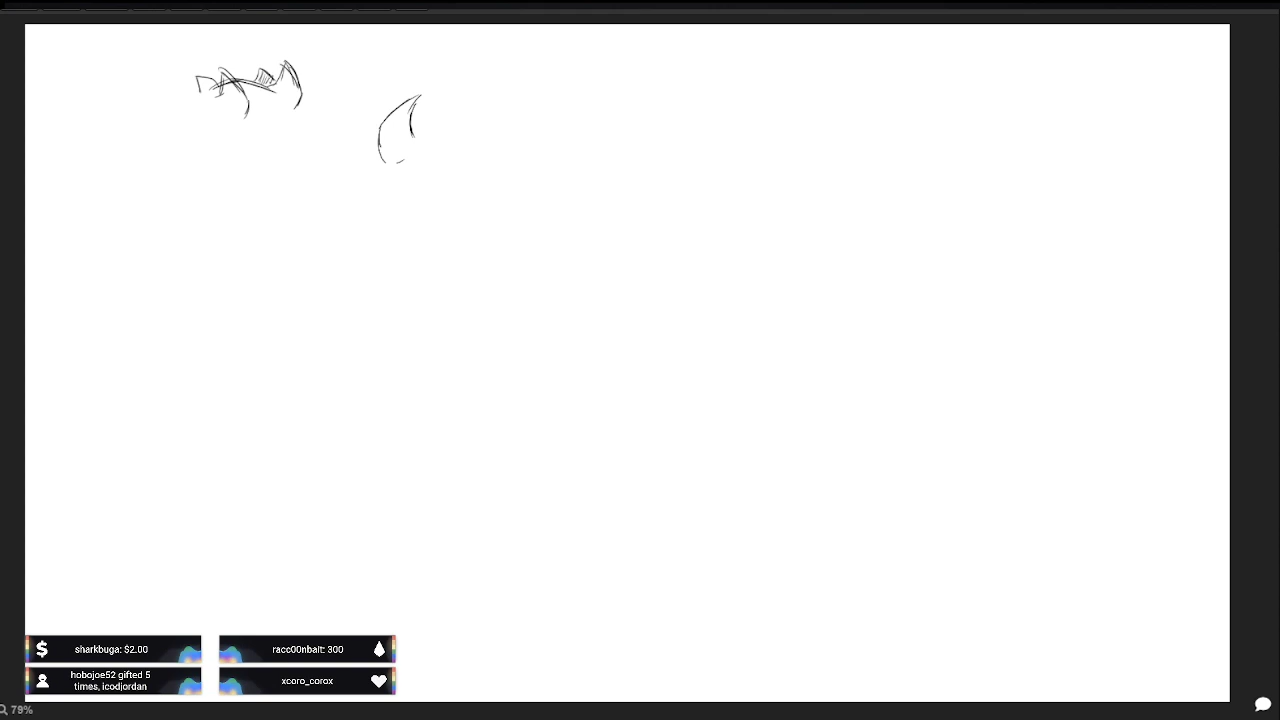 sharkbuga: $2.00
racc00nbait: 300
hobojoe52 gifted 5
times, icodjordan
xcoro_corox
79%